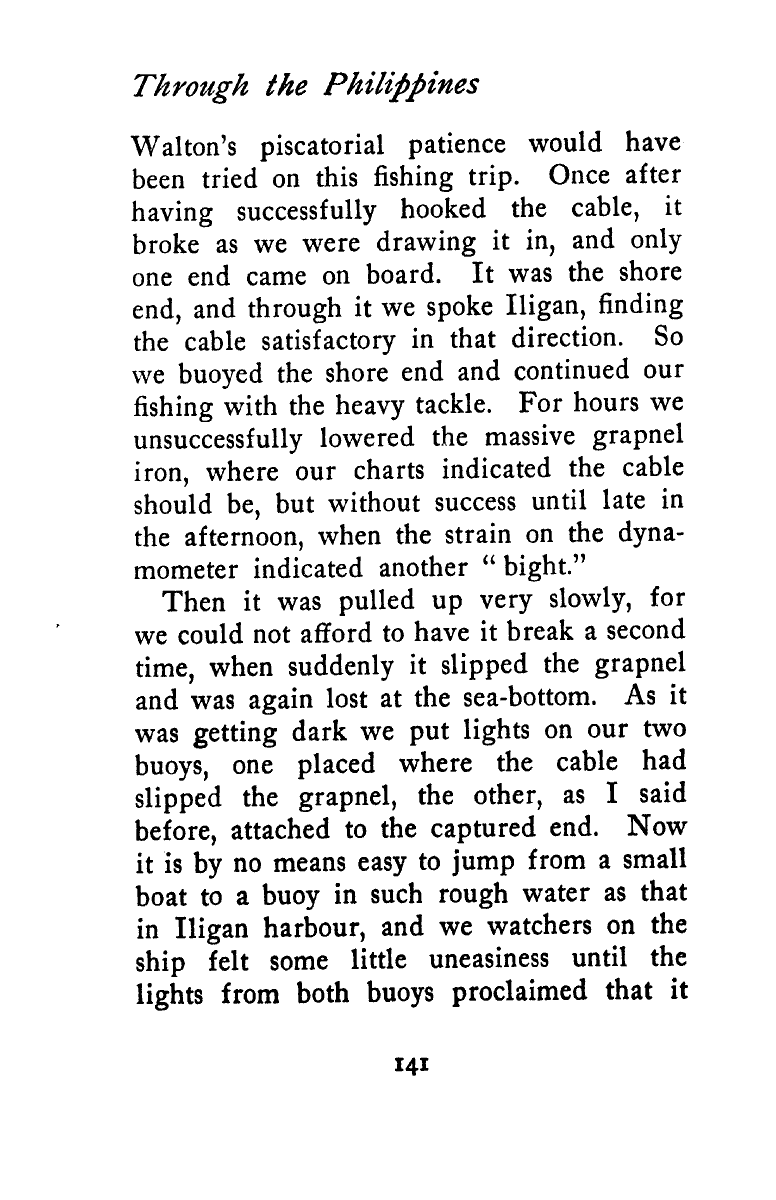 Through the Philippines
Walton's piscatorial patience would have
been tried on this fishing trip. Once after
having successfully hooked the cable, it
broke as we were drawing it in, and only
one end came on board. It was the shore
end, and through it we spoke Iligan, finding
the cable satisfactory in that direction. So
we buoyed the shore end and continued our
fishing with the heavy tackle. For hours we
unsuccessfully lowered the massive grapnel
iron, where our charts indicated the cable
should be, but without success until late in
the afternoon, when the strain on the dyna-
mometer indicated another “ bight.”
Then it was pulled up very slowly, for
we could not afford to have it break a second
time, when suddenly it slipped the grapnel
and was again lost at the sea-bottom. As it
was getting dark we put lights on our two
buoys, one placed where the cable had
slipped the grapnel, the other, as I said
before, attached to the captured end. Now
it is by no means easy to jump from a small
boat to a buoy in such rough water as that
in Iligan harbour, and we watchers on the
ship felt some little uneasiness until the
lights from both buoys proclaimed that it
141